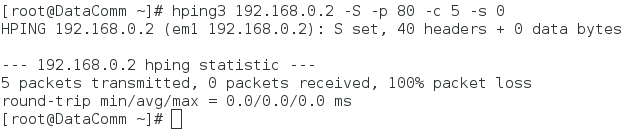 [root@DataComm ~]# hping3 192.168.0.2 -S -p 80 -c 5 -s 0
HPING 192.168.0.2 (em1 192.168.0.2): S set, 40 headers + 0 data bytes
--- 192.168.0.2 hping statistic ---
5 packets transmitted, 0 packets received, 100% packet loss
round-trip min/avg/max = 0.0/0.0/0.0 ms
[root@DataComm ~]#